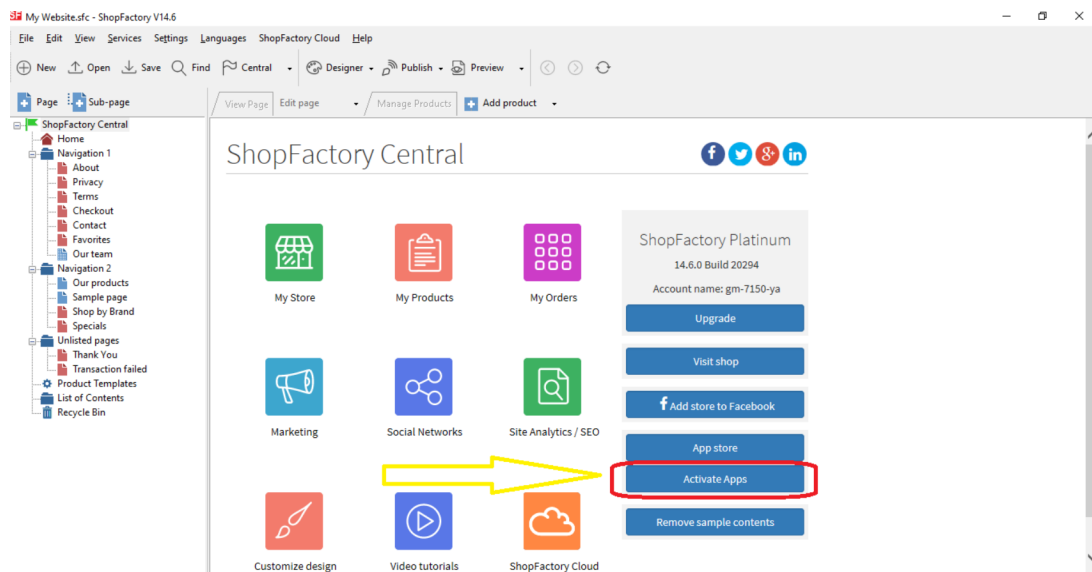 My Website.sfc - ShopFactory V14.6
File Edit View Services Settings Languages ShopFactory Cloud Help
New Open Save Find Central Designer Publish Preview
Page Sub-page View Page Edit page Manage Products Add product
ShopFactory Central
Home
Navigation 1
About
Privacy
Terms
Checkout
Contact
Favorites
Our team
Navigation 2
Our products
Sample page
Shop by Brand
Specials
Unlisted pages
Thank You
Transaction failed
Product Templates
List of Contents
Recycle Bin
ShopFactory Central
My Store My Products My Orders
Marketing Social Networks Site Analytics / SEO
Customize design Video tutorials ShopFactory Cloud
ShopFactory Platinum
14.6.0 Build 20294
Account name: gm-7150-ya
Upgrade
Visit shop
Add store to Facebook
App store
Activate Apps
Remove sample contents